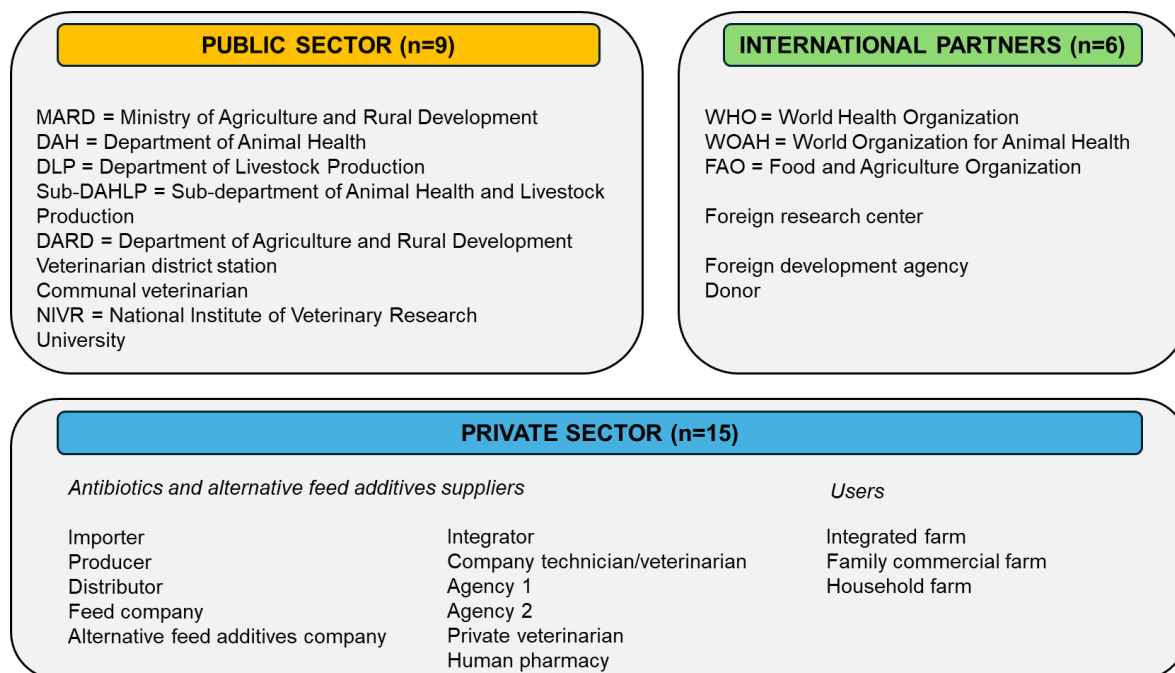 PUBLIC SECTOR (n=9)
MARD = Ministry of Agriculture and Rural Development
DAH = Department of Animal Health
DLP = Department of Livestock Production
Sub-DAHLP = Sub-department of Animal Health and Livestock
Production
DARD = Department of Agriculture and Rural Development
Veterinarian district station
Communal veterinarian
NIVR = National Institute of Veterinary Research
University
INTERNATIONAL PARTNERS (n=6)
WHO = World Health Organization
WOAH = World Organization for Animal Health
FAO = Food and Agriculture Organization
Foreign research center
Foreign development agency
Donor
PRIVATE SECTOR (n=15)
Antibiotics and alternative feed additives suppliers
Importer
Producer
Distributor
Feed company
Alternative feed additives company
Integrator
Company technician/veterinarian
Agency 1
Agency 2
Private veterinarian
Human pharmacy
Users
Integrated farm
Family commercial farm
Household farm